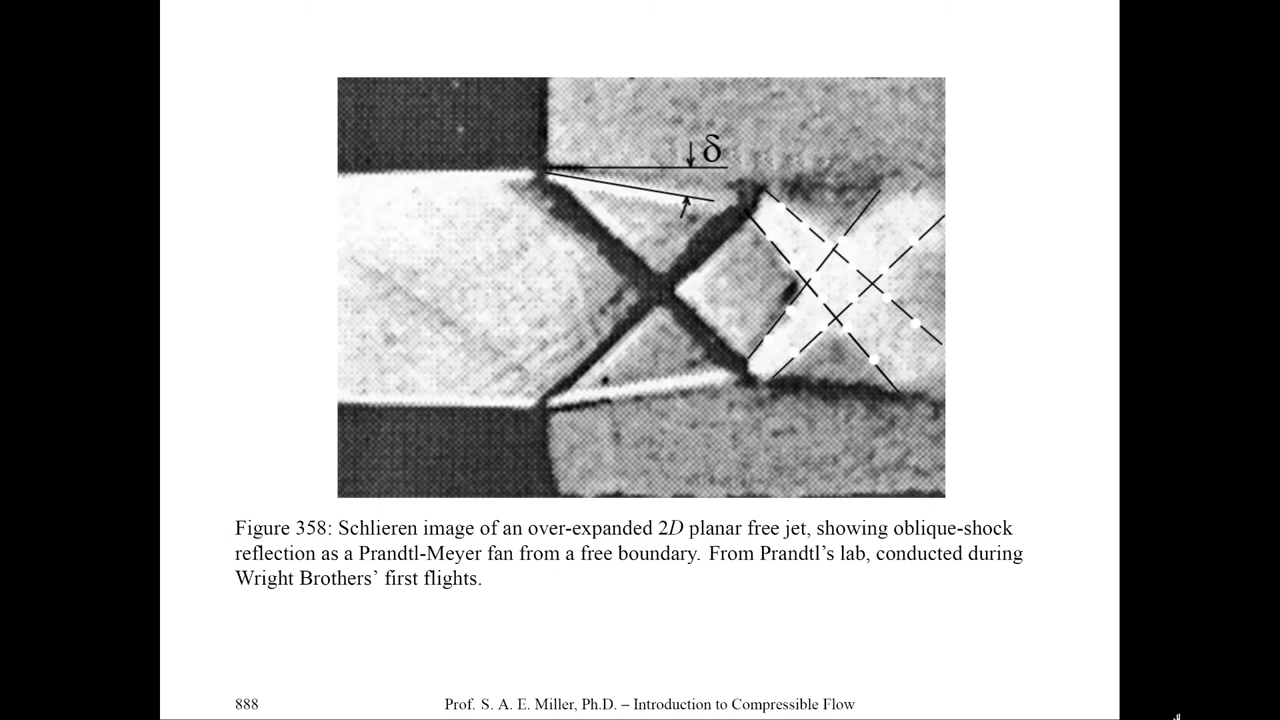 δ
Figure 358: Schlieren image of an over-expanded 2D planar free jet, showing oblique-shock
reflection as a Prandtl-Meyer fan from a free boundary. From Prandtl’s lab, conducted during
Wright Brothers’ first flights.
888
Prof. S. A. E. Miller, Ph.D. – Introduction to Compressible Flow